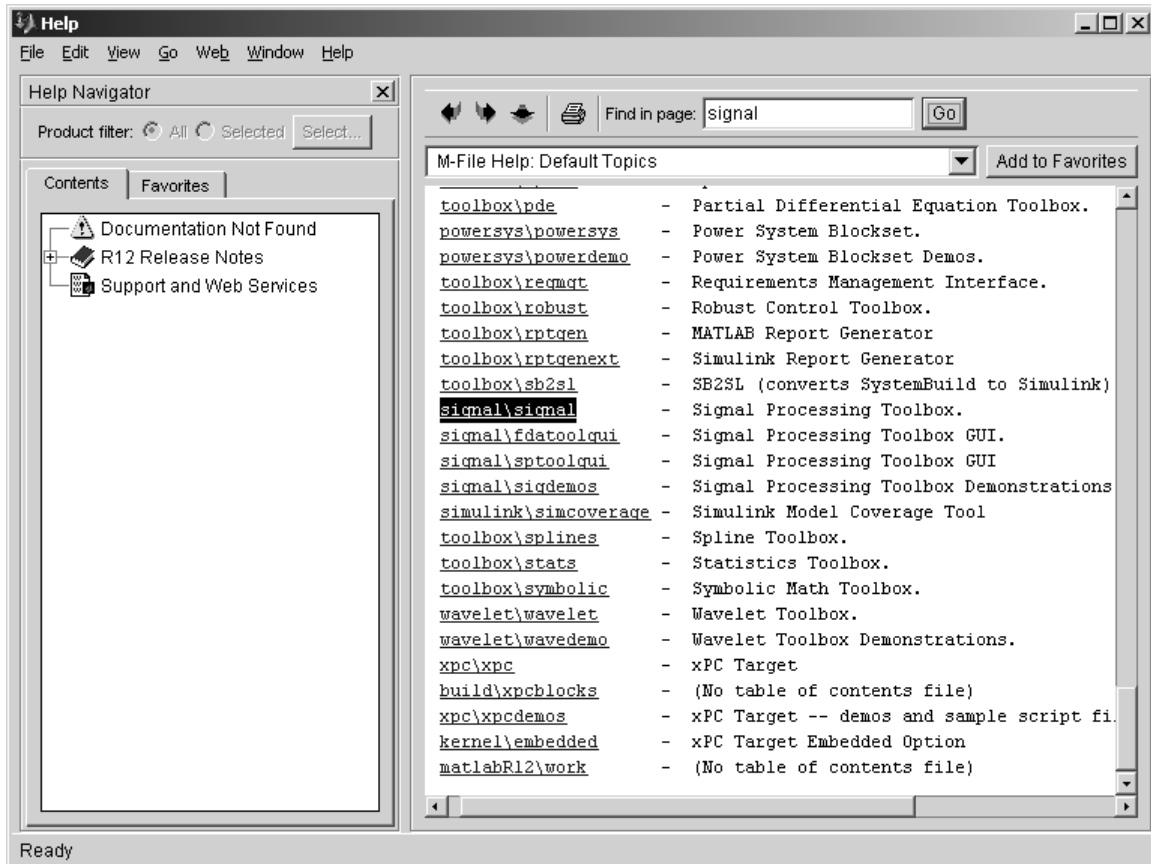 Help
File Edit View Go Web Window Help
Help Navigator
Product filter: All Selected Select...
Contents Favorites
Documentation Not Found
R12 Release Notes
Support and Web Services
Find in page: signal Go
M-File Help: Default Topics Add to Favorites
toolbox\pde - Partial Differential Equation Toolbox.
powersys\powersys - Power System Blockset.
powersys\powerdemo - Power System Blockset Demos.
toolbox\reqmgt - Requirements Management Interface.
toolbox\robust - Robust Control Toolbox.
toolbox\rptgen - MATLAB Report Generator
toolbox\rptgenext - Simulink Report Generator
toolbox\sb2sl - SB2SL (converts SystemBuild to Simulink)
signal\signal - Signal Processing Toolbox.
signal\fdatoolgui - Signal Processing Toolbox GUI.
signal\sptoolgui - Signal Processing Toolbox GUI
signal\sigdemos - Signal Processing Toolbox Demonstrations
simulink\simcoverage - Simulink Model Coverage Tool
toolbox\splines - Spline Toolbox.
toolbox\stats - Statistics Toolbox.
toolbox\symbolic - Symbolic Math Toolbox.
wavelet\wavelet - Wavelet Toolbox.
wavelet\wavedemo - Wavelet Toolbox Demonstrations.
xpc\xpc - xPC Target
build\xpcblocks - (No table of contents file)
xpc\xpcdemos - xPC Target -- demos and sample script fi
kernel\embedded - xPC Target Embedded Option
matlabR12\work - (No table of contents file)
Ready